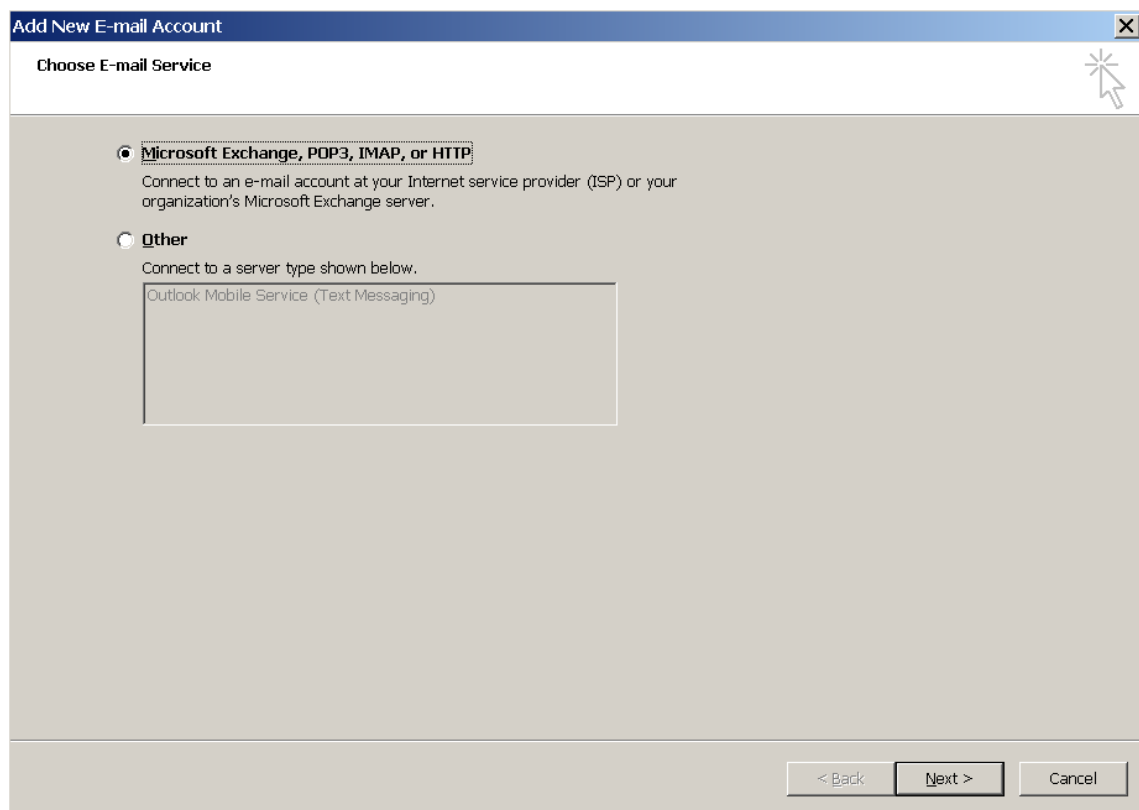 Add New E-mail Account
Choose E-mail Service
Microsoft Exchange, POP3, IMAP, or HTTP
Connect to an e-mail account at your Internet service provider (ISP) or your
organization's Microsoft Exchange server.
Other
Connect to a server type shown below.
Outlook Mobile Service (Text Messaging)
< Back
Next >
Cancel